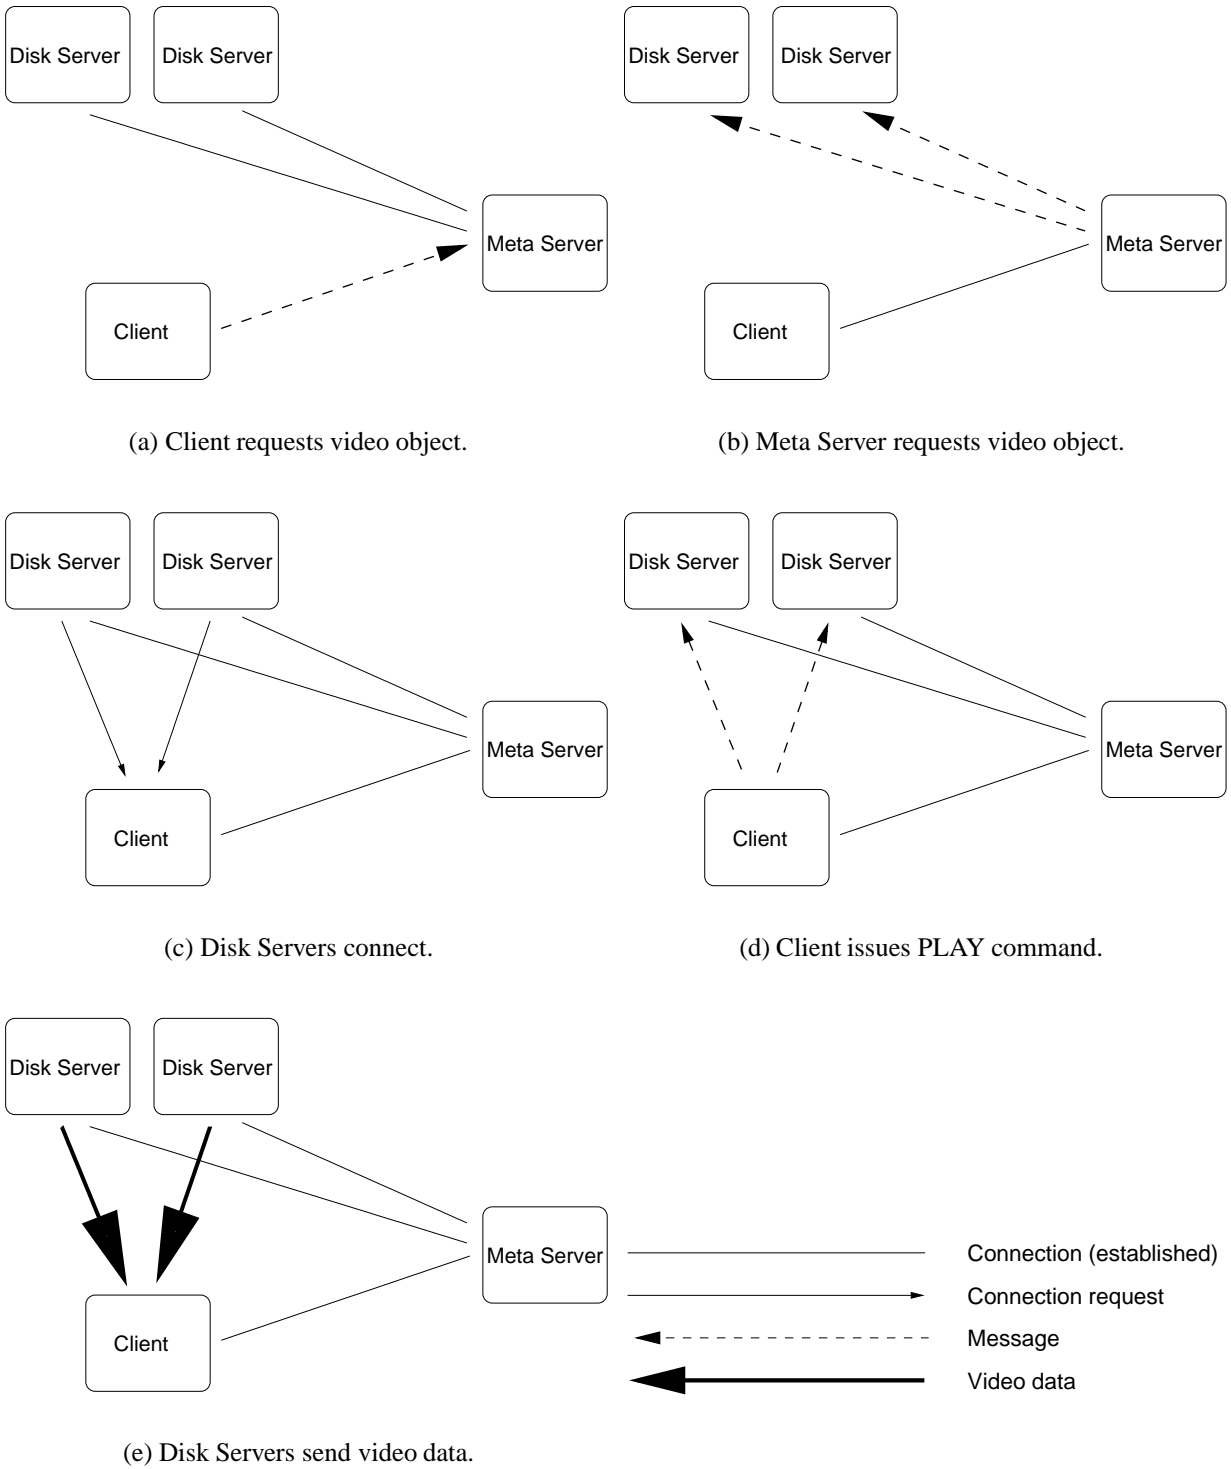 Disk Server
Disk Server
Meta Server
Client
(a) Client requests video object.
Disk Server
Disk Server
Meta Server
Client
(b) Meta Server requests video object.
Disk Server
Disk Server
Meta Server
Client
(c) Disk Servers connect.
Disk Server
Disk Server
Meta Server
Client
(d) Client issues PLAY command.
Disk Server
Disk Server
Meta Server
Client
(e) Disk Servers send video data.
Connection (established)
Connection request
Message
Video data